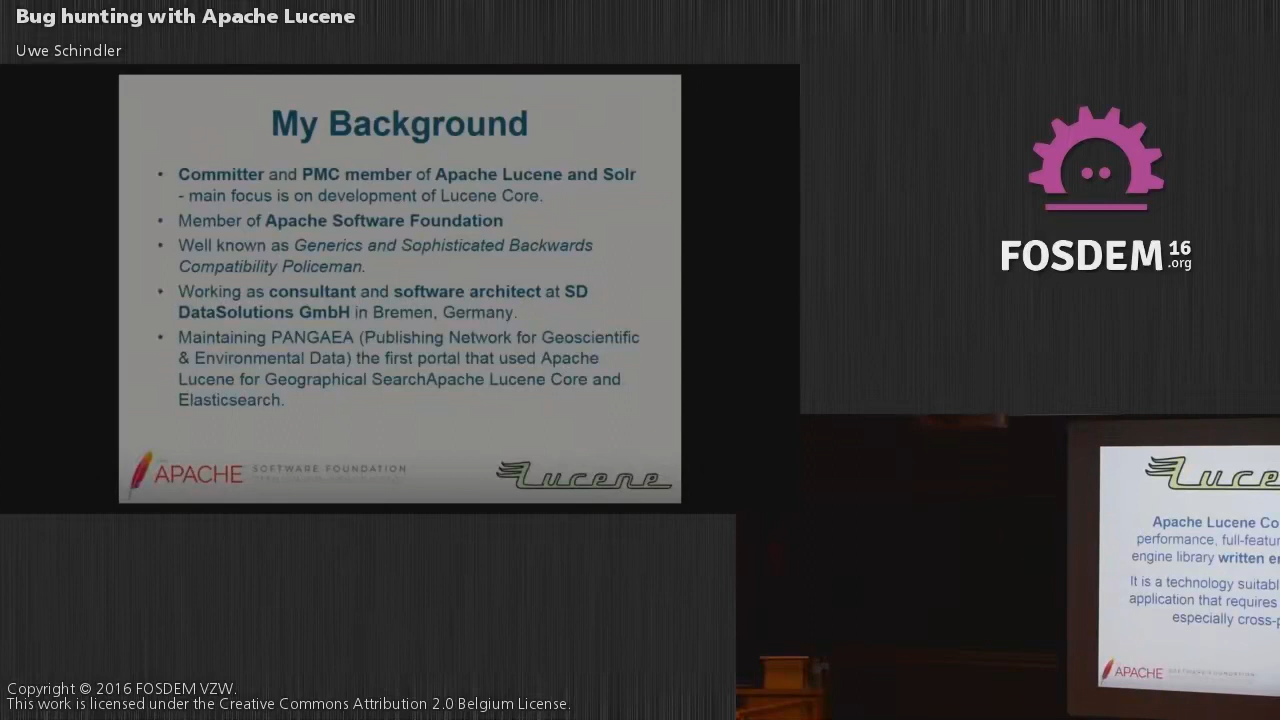 Bug hunting with Apache Lucene
Uwe Schindler
My Background
• Committer and PMC member of Apache Lucene and Solr
- main focus is on development of Lucene Core.
• Member of Apache Software Foundation
• Well known as Generics and Sophisticated Backwards
Compatibility Policeman.
• Working as consultant and software architect at SD
DataSolutions GmbH in Bremen, Germany.
• Maintaining PANGAEA (Publishing Network for Geoscientific
& Environmental Data) the first portal that used Apache
Lucene for Geographical SearchApache Lucene Core and
Elasticsearch.
APACHE SOFTWARE FOUNDATION
Lucene
FOSDEM 16
.org
Luce
Apache Lucene Co
performance, full-featur
engine library written e
It is a technology suitabl
application that requires
especially cross-p
APACHE SOFTWARE FOUNDATION
Copyright © 2016 FOSDEM VZW.
This work is licensed under the Creative Commons Attribution 2.0 Belgium License.